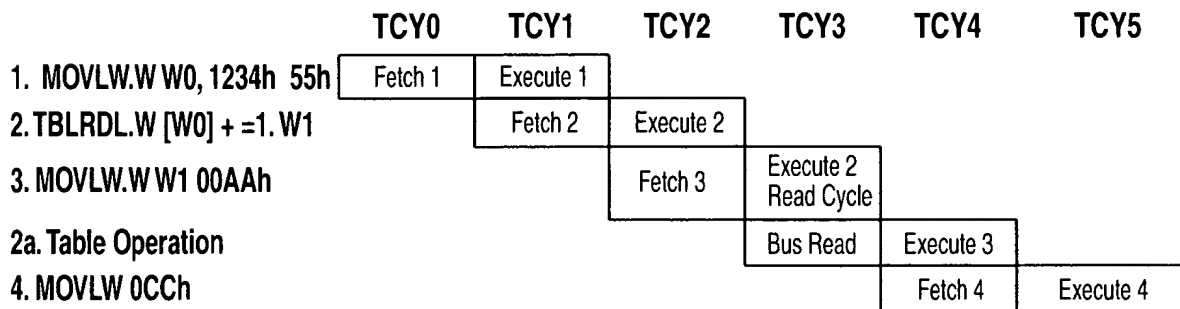 TCY0 TCY1 TCY2 TCY3 TCY4 TCY5
1. MOVLW.W W0, 1234h 55h Fetch 1 Execute 1
2. TBLRDL.W [W0] + =1. W1 Fetch 2 Execute 2
3. MOVLW.W W1 00AAh Fetch 3 Execute 2
Read Cycle
2a. Table Operation Bus Read Execute 3
4. MOVLW 0CCh Fetch 4 Execute 4